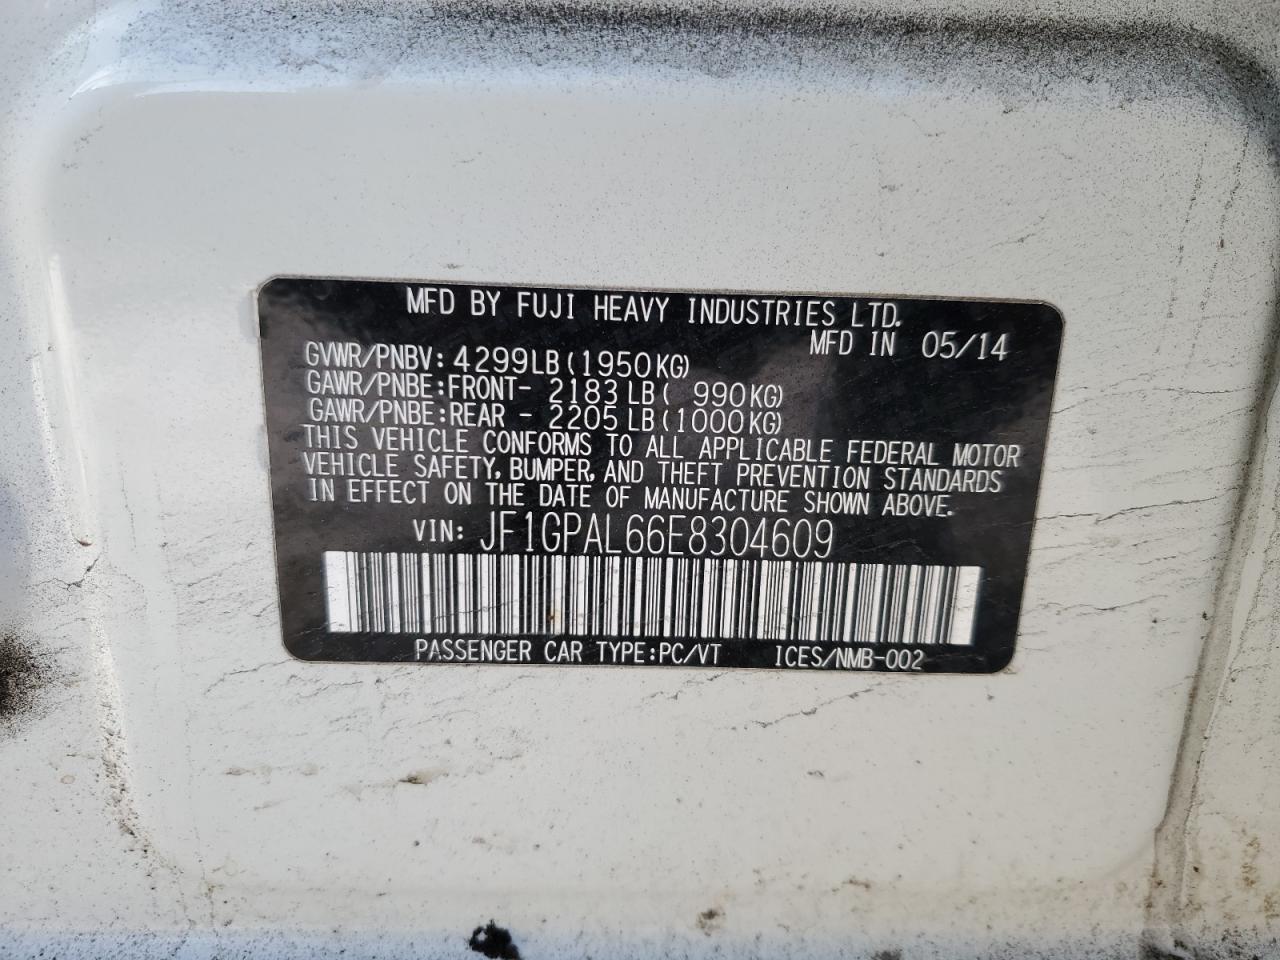 MFD BY FUJI HEAVY INDUSTRIES LTD.
MFD IN 05/14
GVWR/PNBV: 4299LB(1950KG)
GAWR/PNBE:FRONT- 2183 LB( 990KG)
GAWR/PNBE:REAR - 2205 LB(1000KG)
THIS VEHICLE CONFORMS TO ALL APPLICABLE FEDERAL MOTOR
VEHICLE SAFETY, BUMPER, AND THEFT PREVENTION STANDARDS
IN EFFECT ON THE DATE OF MANUFACTURE SHOWN ABOVE.
VIN: JF1GPAL66E8304609
PASSENGER CAR TYPE:PC/VT ICES/NMB-002